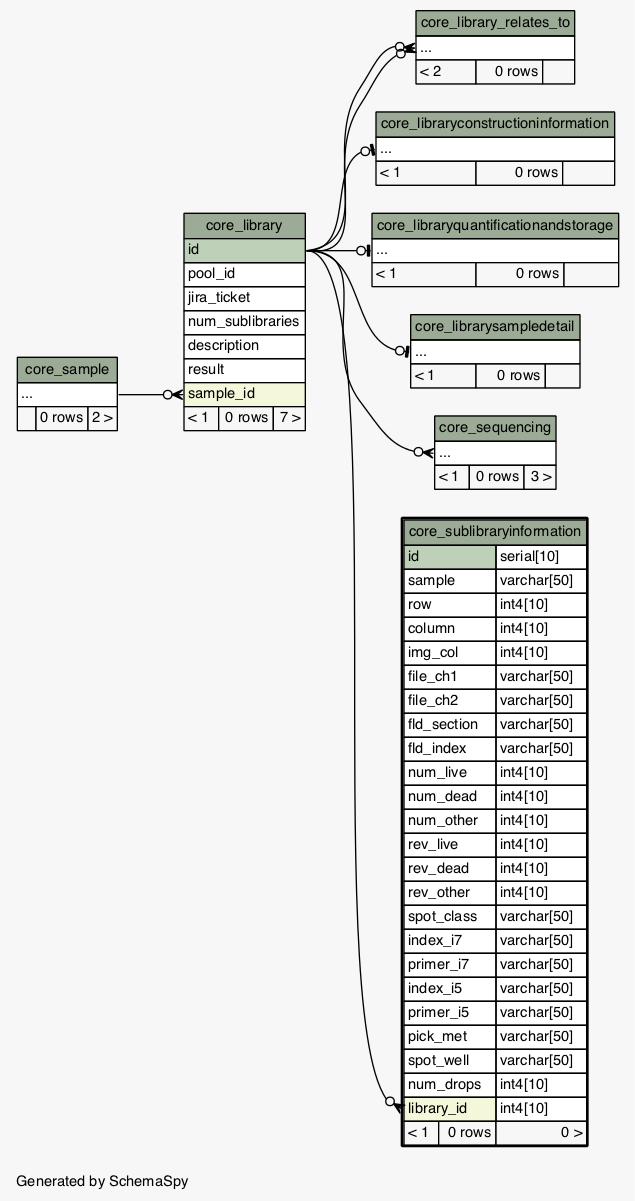 core_library_relates_to
...
< 2 0 rows
core_libraryconstructioninformation
...
< 1 0 rows
core_library
id
pool_id
jira_ticket
num_sublibraries
description
result
sample_id
< 1 0 rows 7 >
core_libraryquantificationandstorage
...
< 1 0 rows
core_librarysampledetail
...
< 1 0 rows
core_sample
...
0 rows 2 >
core_sequencing
...
< 1 0 rows 3 >
core_sublibraryinformation
id serial[10]
sample varchar[50]
row int4[10]
column int4[10]
img_col int4[10]
file_ch1 varchar[50]
file_ch2 varchar[50]
fld_section varchar[50]
fld_index varchar[50]
num_live int4[10]
num_dead int4[10]
num_other int4[10]
rev_live int4[10]
rev_dead int4[10]
rev_other int4[10]
spot_class varchar[50]
index_i7 varchar[50]
primer_i7 varchar[50]
index_i5 varchar[50]
primer_i5 varchar[50]
pick_met varchar[50]
spot_well varchar[50]
num_drops int4[10]
library_id int4[10]
< 1 0 rows 0 >
Generated by SchemaSpy